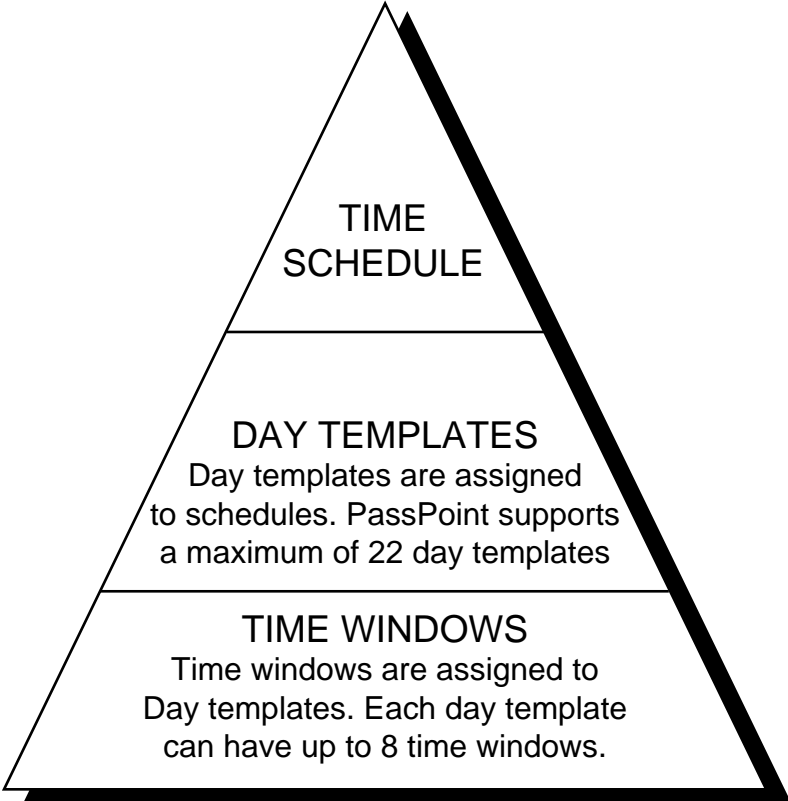 TIME
SCHEDULE
DAY TEMPLATES
Day templates are assigned
to schedules. PassPoint supports
a maximum of 22 day templates
TIME WINDOWS
Time windows are assigned to
Day templates. Each day template
can have up to 8 time windows.